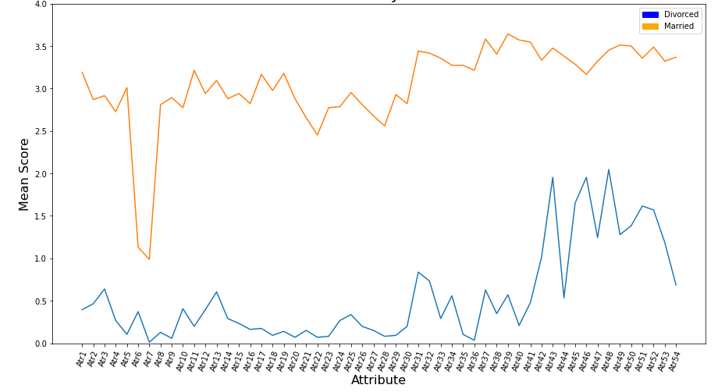 4.0
3.5
3.0
2.5
2.0
1.5
1.0
0.5
0.0
Mean Score
Divorced
Married
Atr1 Atr2 Atr3 Atr4 Atr5 Atr6 Atr7 Atr8 Atr9 Atr10 Atr11 Atr12 Atr13 Atr14 Atr15 Atr16 Atr17 Atr18 Atr19 Atr20 Atr21 Atr22 Atr23 Atr24 Atr25 Atr26 Atr27 Atr28 Atr29 Atr30 Atr31 Atr32 Atr33 Atr34 Atr35 Atr36 Atr37 Atr38 Atr39 Atr40 Atr41 Atr42 Atr43 Atr44 Atr45 Atr46 Atr47 Atr48 Atr49 Atr50 Atr51 Atr52 Atr53 Atr54
Attribute